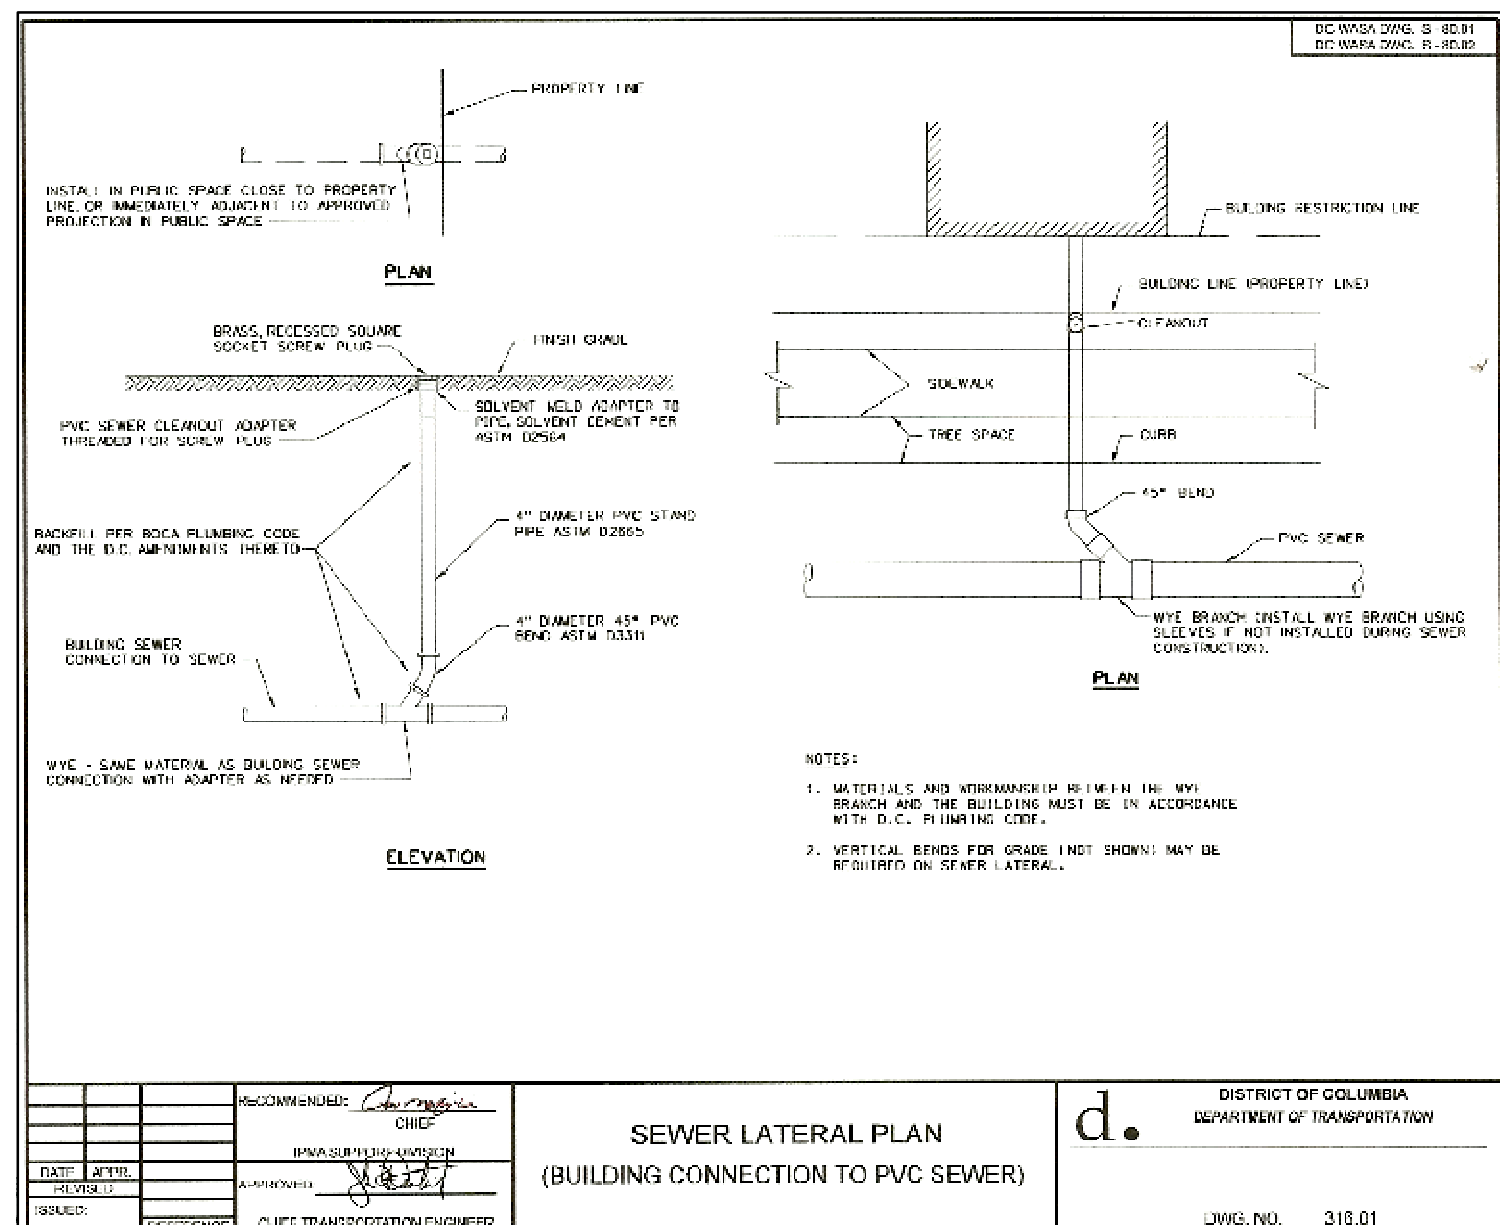 DC WASA DWG. S-80.01
DC WASA DWG. S-80.02
PROPERTY LINE
INSTALL IN PUBLIC SPACE CLOSE TO PROPERTY
LINE, OR IMMEDIATELY ADJACENT TO APPROVED
PROJECTION IN PUBLIC SPACE
PLAN
BRASS, RECESSED SQUARE
SOCKET SCREW PLUG
FINISH GRADE
PVC SEWER CLEANOUT ADAPTER
THREADED FOR SCREW PLUG
SOLVENT WELD ADAPTER TO
PIPE, SOLVENT CEMENT PER
ASTM D2564
BACKFILL PER BOCA PLUMBING CODE
AND THE D.C. AMENDMENTS THERETO
4" DIAMETER PVC STAND
PIPE ASTM D2665
4" DIAMETER 45° PVC
BEND ASTM D3311
BUILDING SEWER
CONNECTION TO SEWER
WYE - SAME MATERIAL AS BUILDING SEWER
CONNECTION WITH ADAPTER AS NEEDED
ELEVATION
BUILDING RESTRICTION LINE
BUILDING LINE (PROPERTY LINE)
CLEANOUT
SIDEWALK
TREE SPACE
CURB
45° BEND
PVC SEWER
WYE BRANCH (INSTALL WYE BRANCH USING
SLEEVES IF NOT INSTALLED DURING SEWER
CONSTRUCTION).
PLAN
NOTES:
1. MATERIALS AND WORKMANSHIP BETWEEN THE WYE
BRANCH AND THE BUILDING MUST BE IN ACCORDANCE
WITH D.C. PLUMBING CODE.
2. VERTICAL BENDS FOR GRADE (NOT SHOWN) MAY BE
REQUIRED ON SEWER LATERAL.
RECOMMENDED:
CHIEF
IPMA SUPPORT DIVISION
APPROVED
CHIEF TRANSPORTATION ENGINEER
DATE APPR.
REVISED
ISSUED:
REFERENCE
SEWER LATERAL PLAN
(BUILDING CONNECTION TO PVC SEWER)
d.
DISTRICT OF COLUMBIA
DEPARTMENT OF TRANSPORTATION
DWG. NO. 316.01